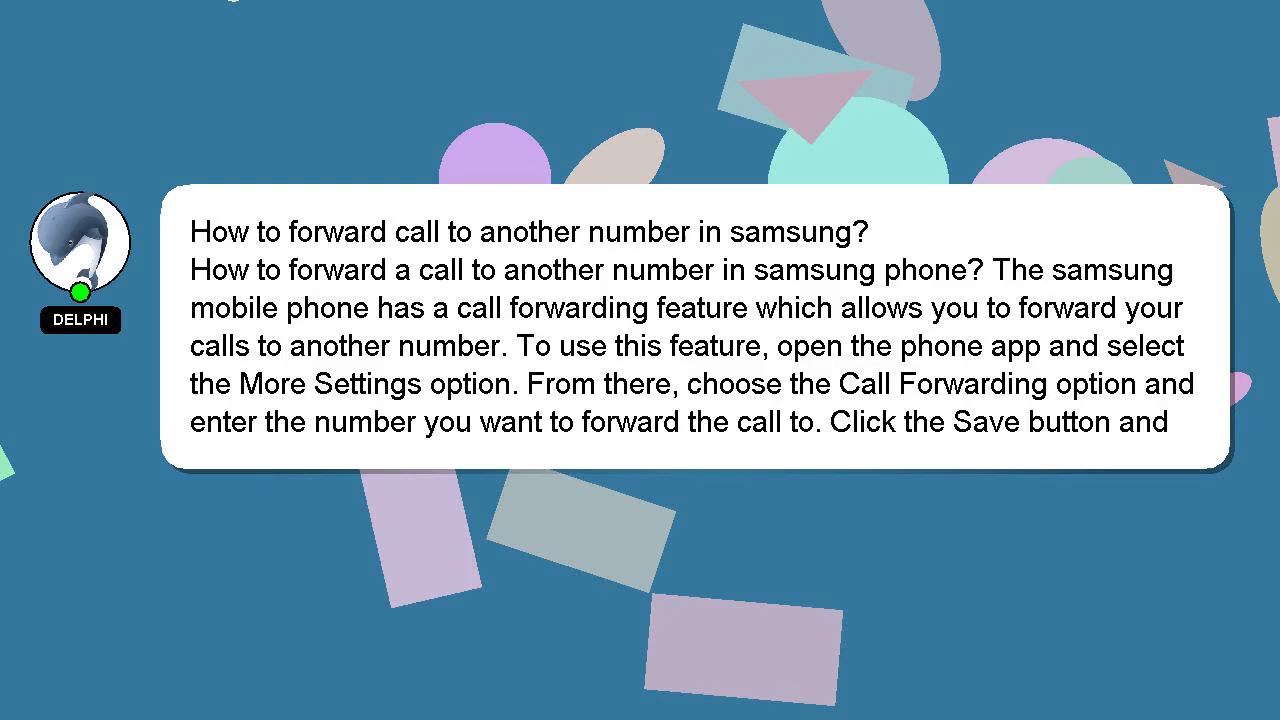 How to forward call to another number in samsung?
How to forward a call to another number in samsung phone? The samsung
mobile phone has a call forwarding feature which allows you to forward your
calls to another number. To use this feature, open the phone app and select
the More Settings option. From there, choose the Call Forwarding option and
enter the number you want to forward the call to. Click the Save button and
DELPHI